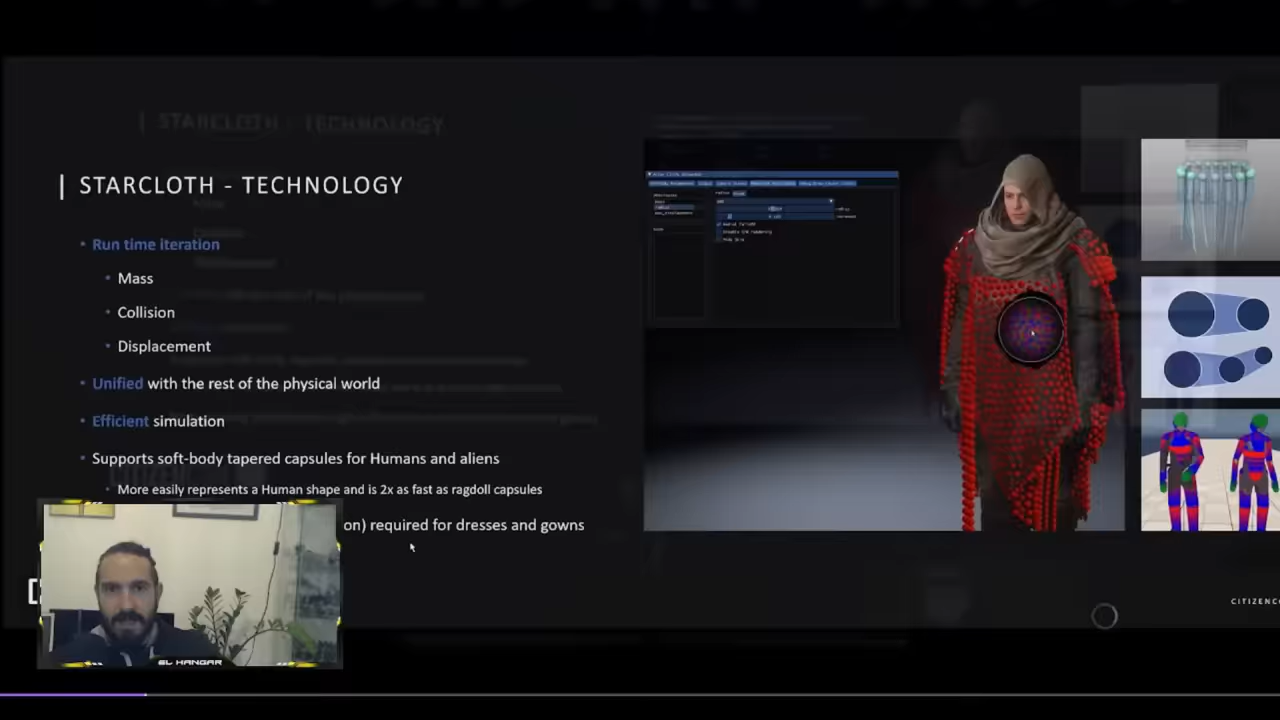 STARCLOTH - TECHNOLOGY
STARCLOTH - TECHNOLOGY
• Run time iteration
• Mass
• Collision
• Displacement
• Unified with the rest of the physical world
• Efficient simulation
• Supports soft-body tapered capsules for Humans and aliens
• More easily represents a Human shape and is 2x as fast as ragdoll capsules
on) required for dresses and gowns
CITIZENC
EL HANGAR